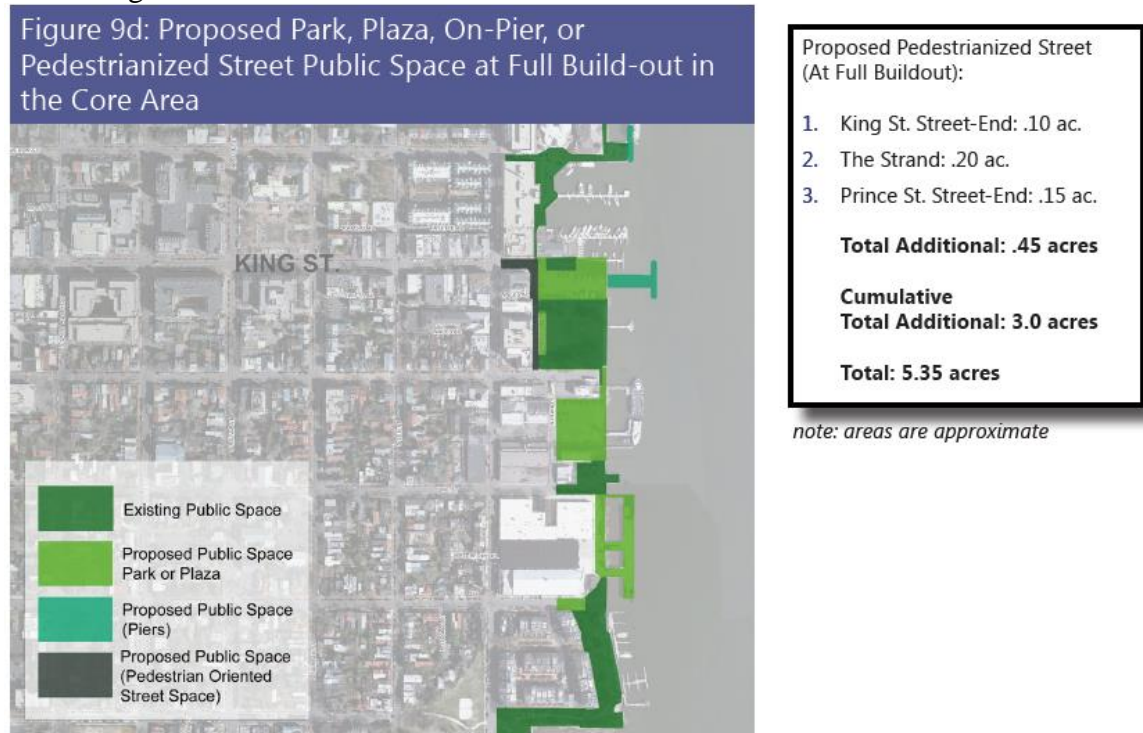 Figure 9d: Proposed Park, Plaza, On-Pier, or
Pedestrianized Street Public Space at Full Build-out in
the Core Area
KING ST.
Existing Public Space
Proposed Public Space
Park or Plaza
Proposed Public Space
(Piers)
Proposed Public Space
(Pedestrian Oriented
Street Space)
Proposed Pedestrianized Street
(At Full Buildout):
1. King St. Street-End: .10 ac.
2. The Strand: .20 ac.
3. Prince St. Street-End: .15 ac.
Total Additional: .45 acres
Cumulative
Total Additional: 3.0 acres
Total: 5.35 acres
note: areas are approximate